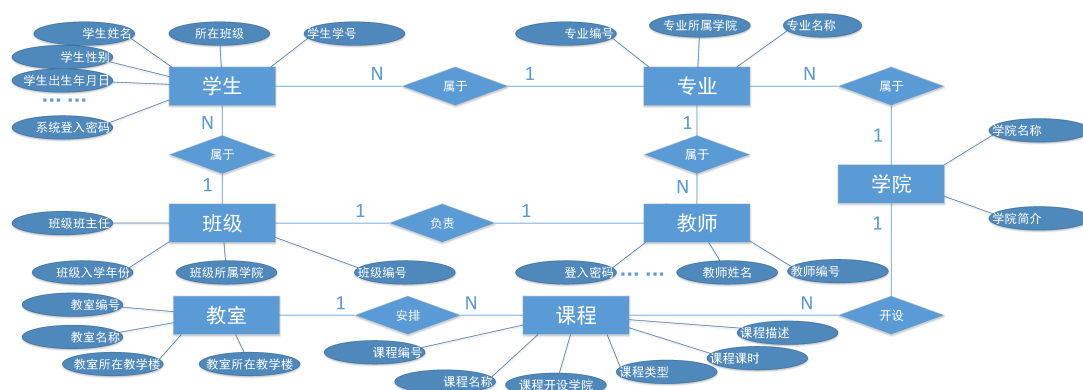 学生姓名
所在班级
学生学号
专业编号
专业所属学院
专业名称
学生性别
学生出生年月日
... ...
系统登入密码
学生
N
属于
1
专业
N
属于
N
属于
1
1
属于
N
1
学院
学院名称
学院简介
1
班级班主任
班级
1
负责
1
教师
班级入学年份
班级所属学院
班级编号
登入密码
... ...
教师姓名
教师编号
教室编号
教室名称
教室所在教学楼
教室所在教学楼
教室
1
安排
N
课程
N
开设
课程编号
课程名称
课程开设学院
课程类型
课程课时
课程描述